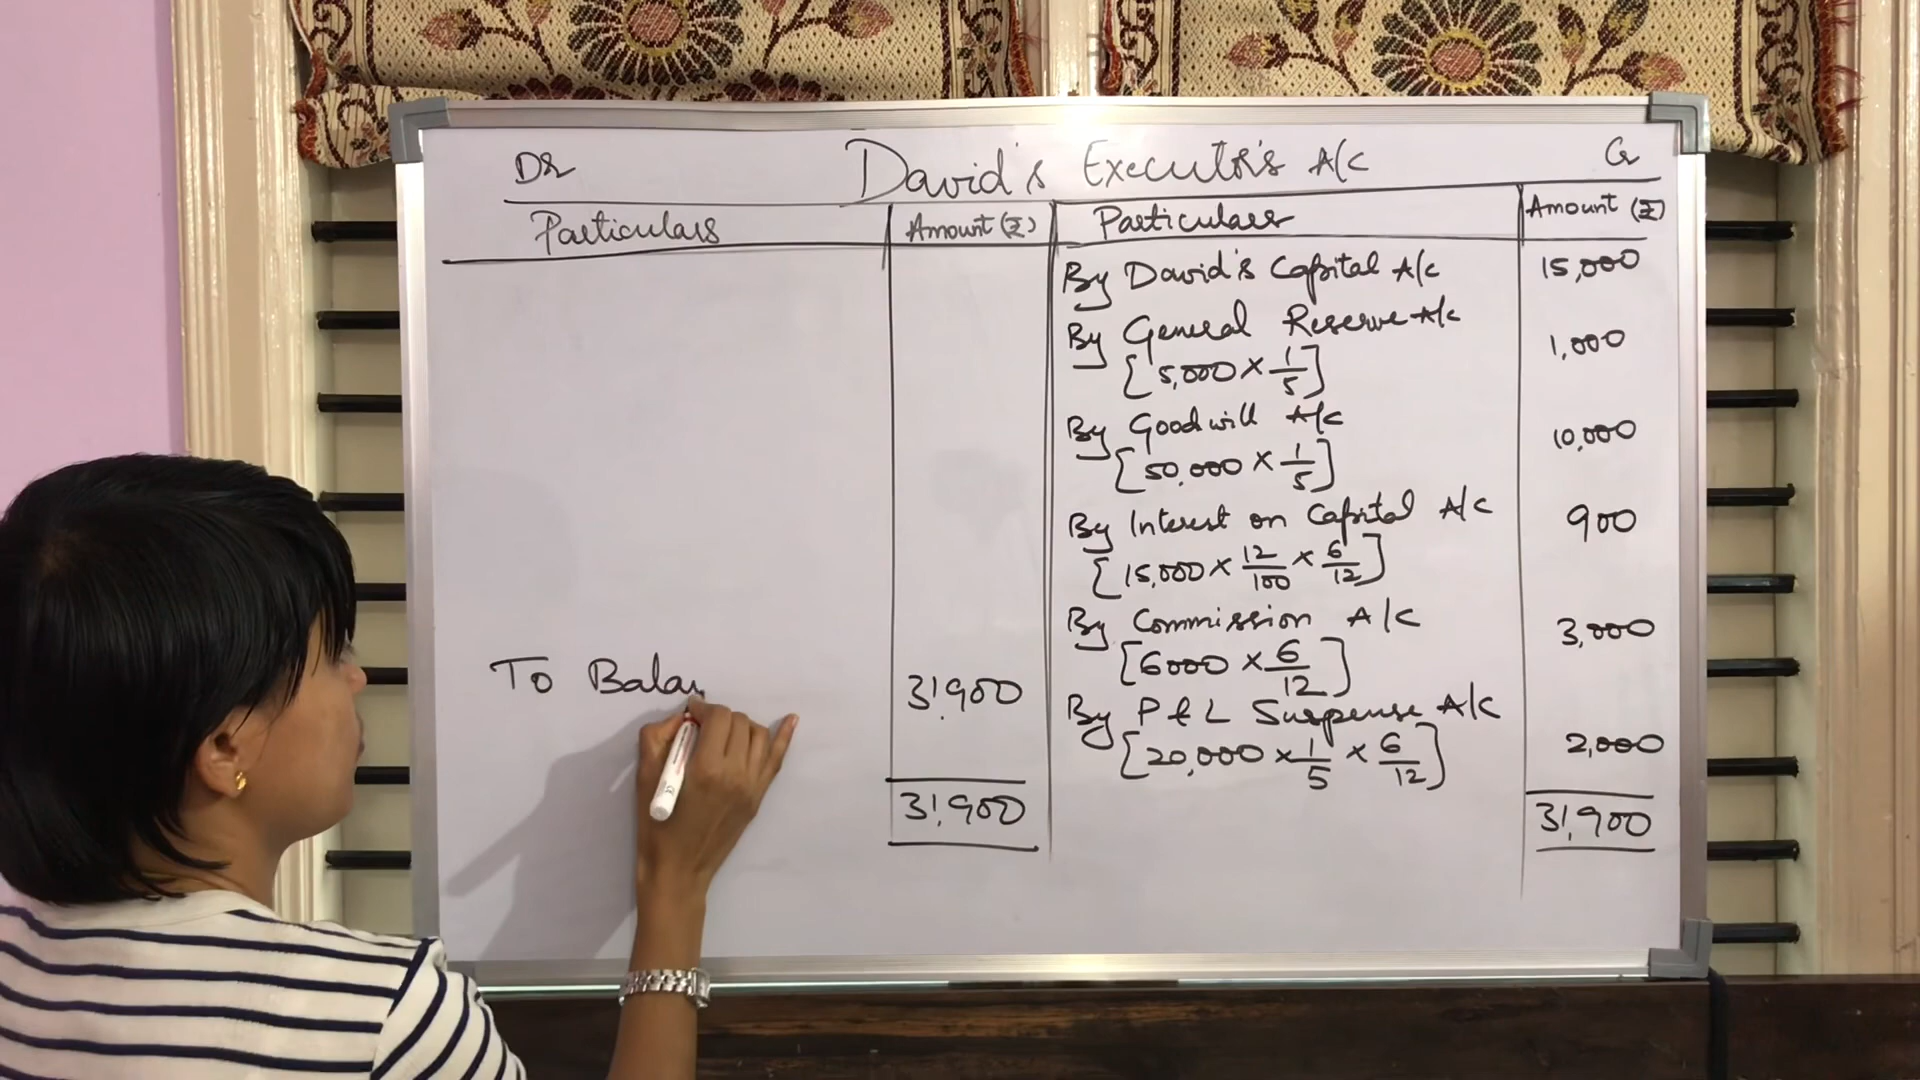 Dr David's Executor's A/c Cr
Particulars Amount (₹) Particulars Amount (₹)
By David's Capital A/c 15,000
By General Reserve A/c 1,000
[5,000 × 1/5]
By Goodwill A/c 10,000
[50,000 × 1/5]
By Interest on Capital A/c 900
[15,000 × 12/100 × 6/12]
By Commission A/c 3,000
[6000 × 6/12]
To Balan 31,900 By P & L Suspense A/c 2,000
[20,000 × 1/5 × 6/12]
31,900 31,900